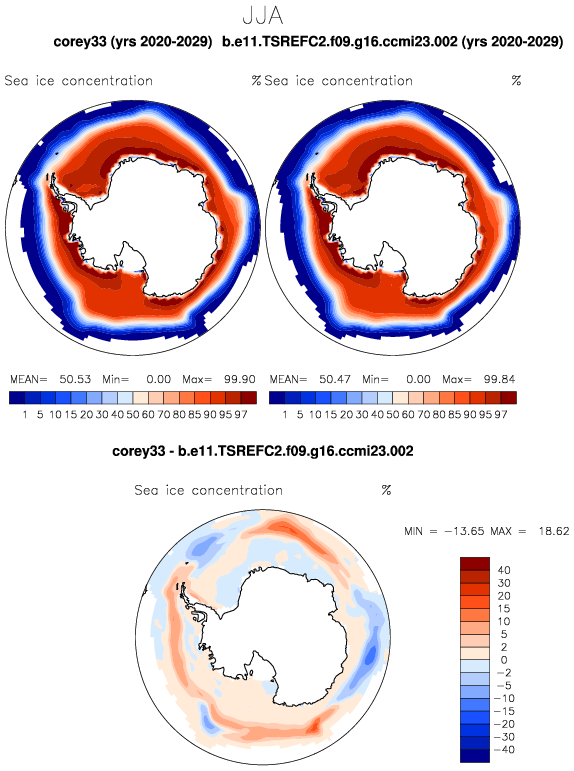 JJA
corey33 (yrs 2020-2029) b.e11.TSREFC2.f09.g16.ccmi23.002 (yrs 2020-2029)
Sea ice concentration % Sea ice concentration %
MEAN= 50.53 Min= 0.00 Max= 99.90 MEAN= 50.47 Min= 0.00 Max= 99.84
1 5 10 15 20 30 40 50 60 70 80 85 90 95 97 1 5 10 15 20 30 40 50 60 70 80 85 90 95 97
corey33 - b.e11.TSREFC2.f09.g16.ccmi23.002
Sea ice concentration %
MIN = -13.65 MAX = 18.62
40
30
20
15
10
5
2
0
-2
-5
-10
-15
-20
-30
-40